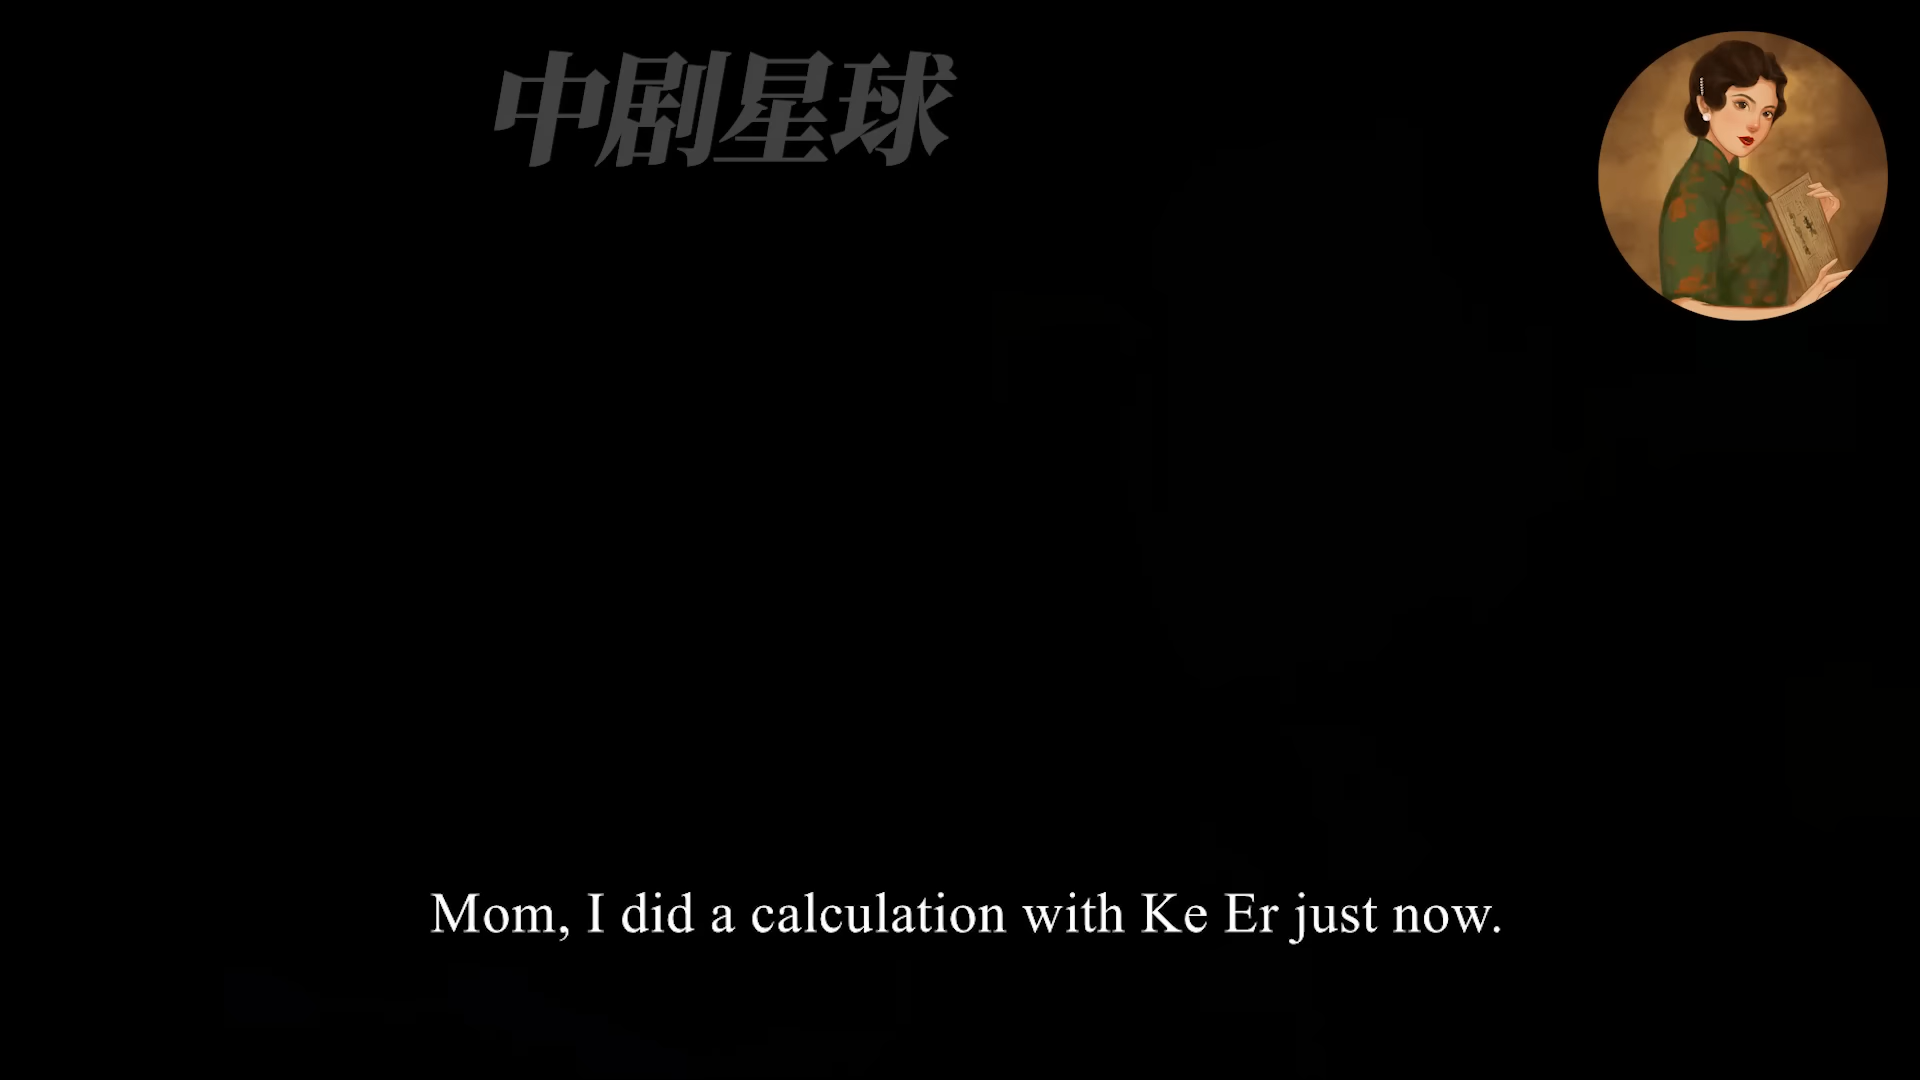 中剧星球
Mom, I did a calculation with Ke Er just now.